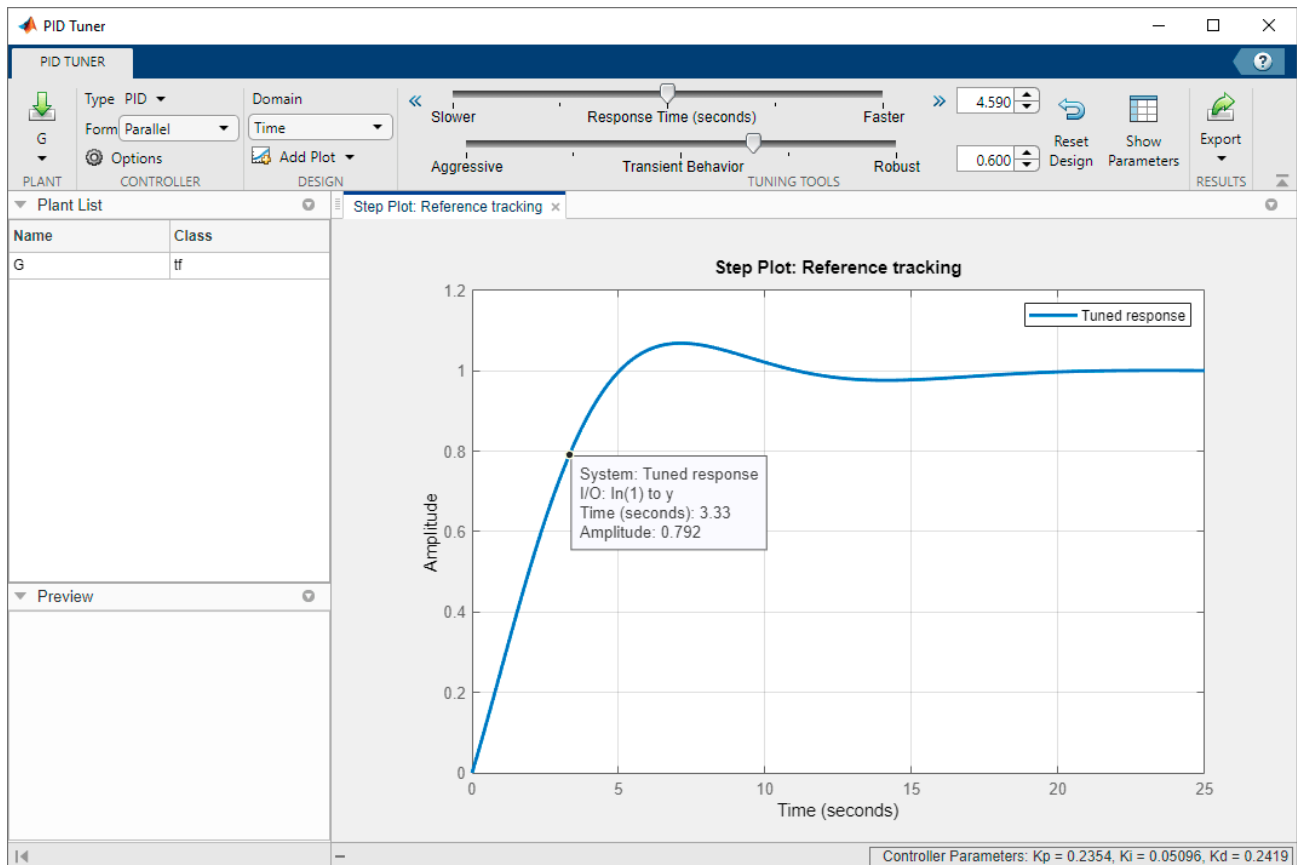 PID Tuner
PID TUNER
?
G
PLANT
Type PID
Form Parallel
Options
CONTROLLER
Domain
Time
Add Plot
DESIGN
Slower Response Time (seconds) Faster
4.590
Aggressive Transient Behavior Robust
0.600
TUNING TOOLS
Reset
Design
Show
Parameters
Export
RESULTS
Plant List
Name Class
G tf
Preview
Step Plot: Reference tracking
Step Plot: Reference tracking
Tuned response
1.2
1
0.8
0.6
0.4
0.2
0
Amplitude
System: Tuned response
I/O: In(1) to y
Time (seconds): 3.33
Amplitude: 0.792
0 5 10 15 20 25
Time (seconds)
Controller Parameters: Kp = 0.2354, Ki = 0.05096, Kd = 0.2419